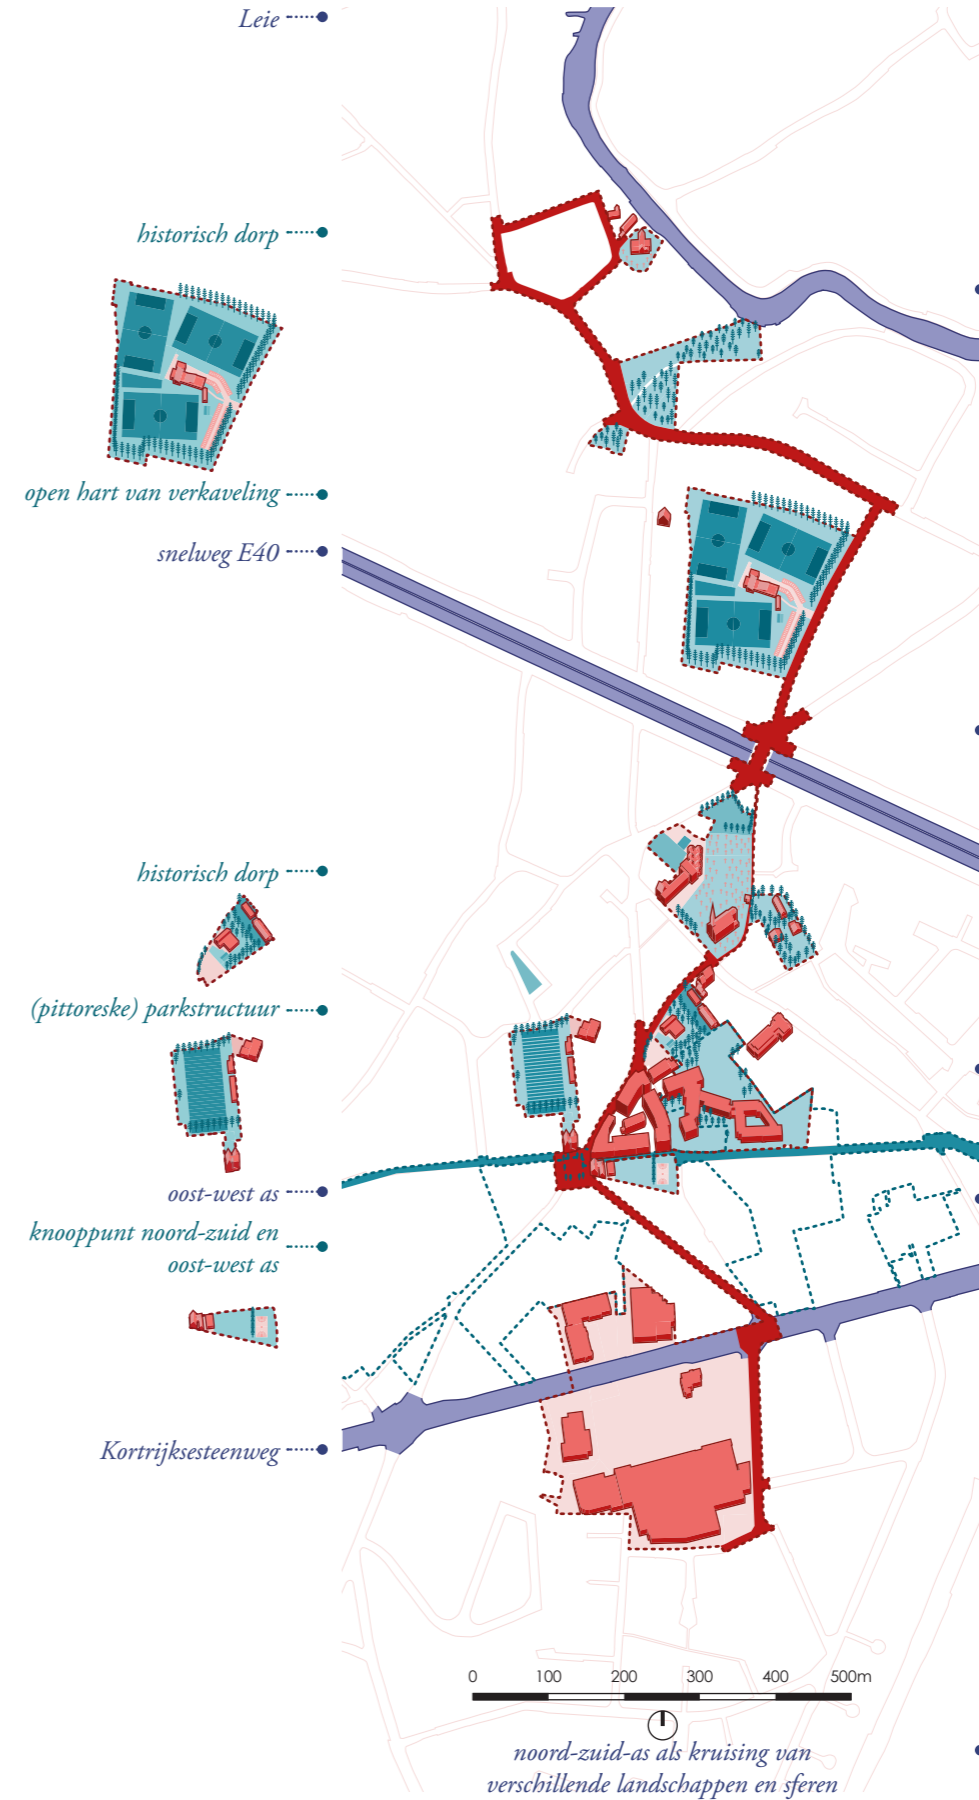 Leie
historisch dorp
open hart van verkaveling
snelweg E40
historisch dorp
(pittoreske) parkstructuur
oost-west as
knooppunt noord-zuid en
oost-west as
Kortrijksesteenweg
0 100 200 300 400 500m
noord-zuid-as als kruising van
verschillende landschappen en sferen